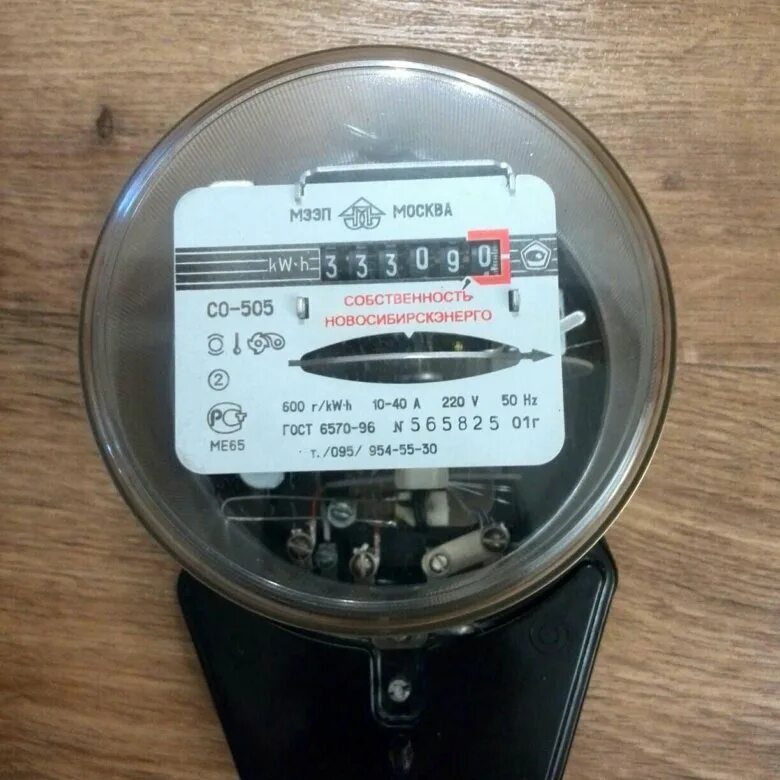 МЗЭП МОСКВА
kW·h 333090
СО-505
СОБСТВЕННОСТЬ
НОВОСИБИРСКЭНЕРГО
2
600 r/kW·h 10-40 A 220 V 50 Hz
ГОСТ 6570-96 № 565825 01г
МЕ65
т./095/ 954-55-30